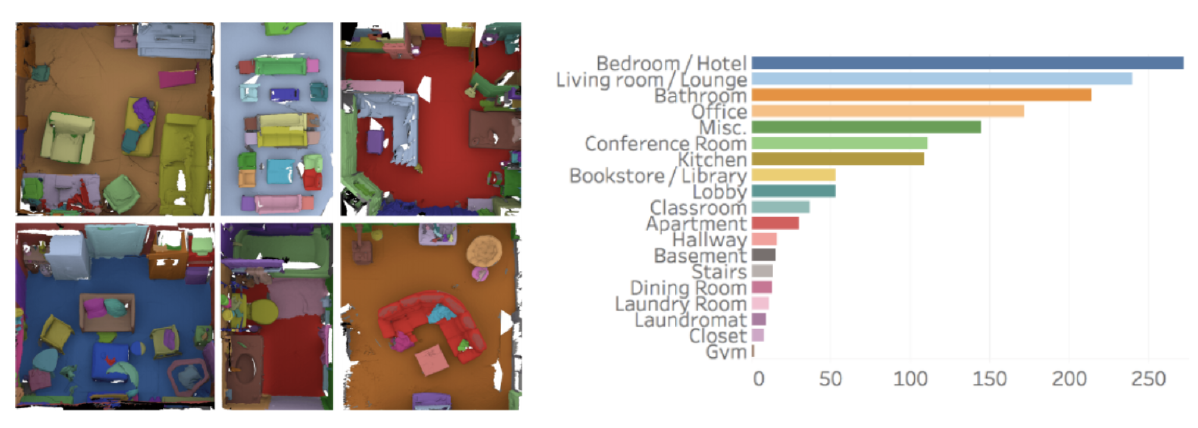 Bedroom / Hotel
Living room / Lounge
Bathroom
Office
Misc.
Conference Room
Kitchen
Bookstore / Library
Lobby
Classroom
Apartment
Hallway
Basement
Stairs
Dining Room
Laundry Room
Laundromat
Closet
Gym
0 50 100 150 200 250